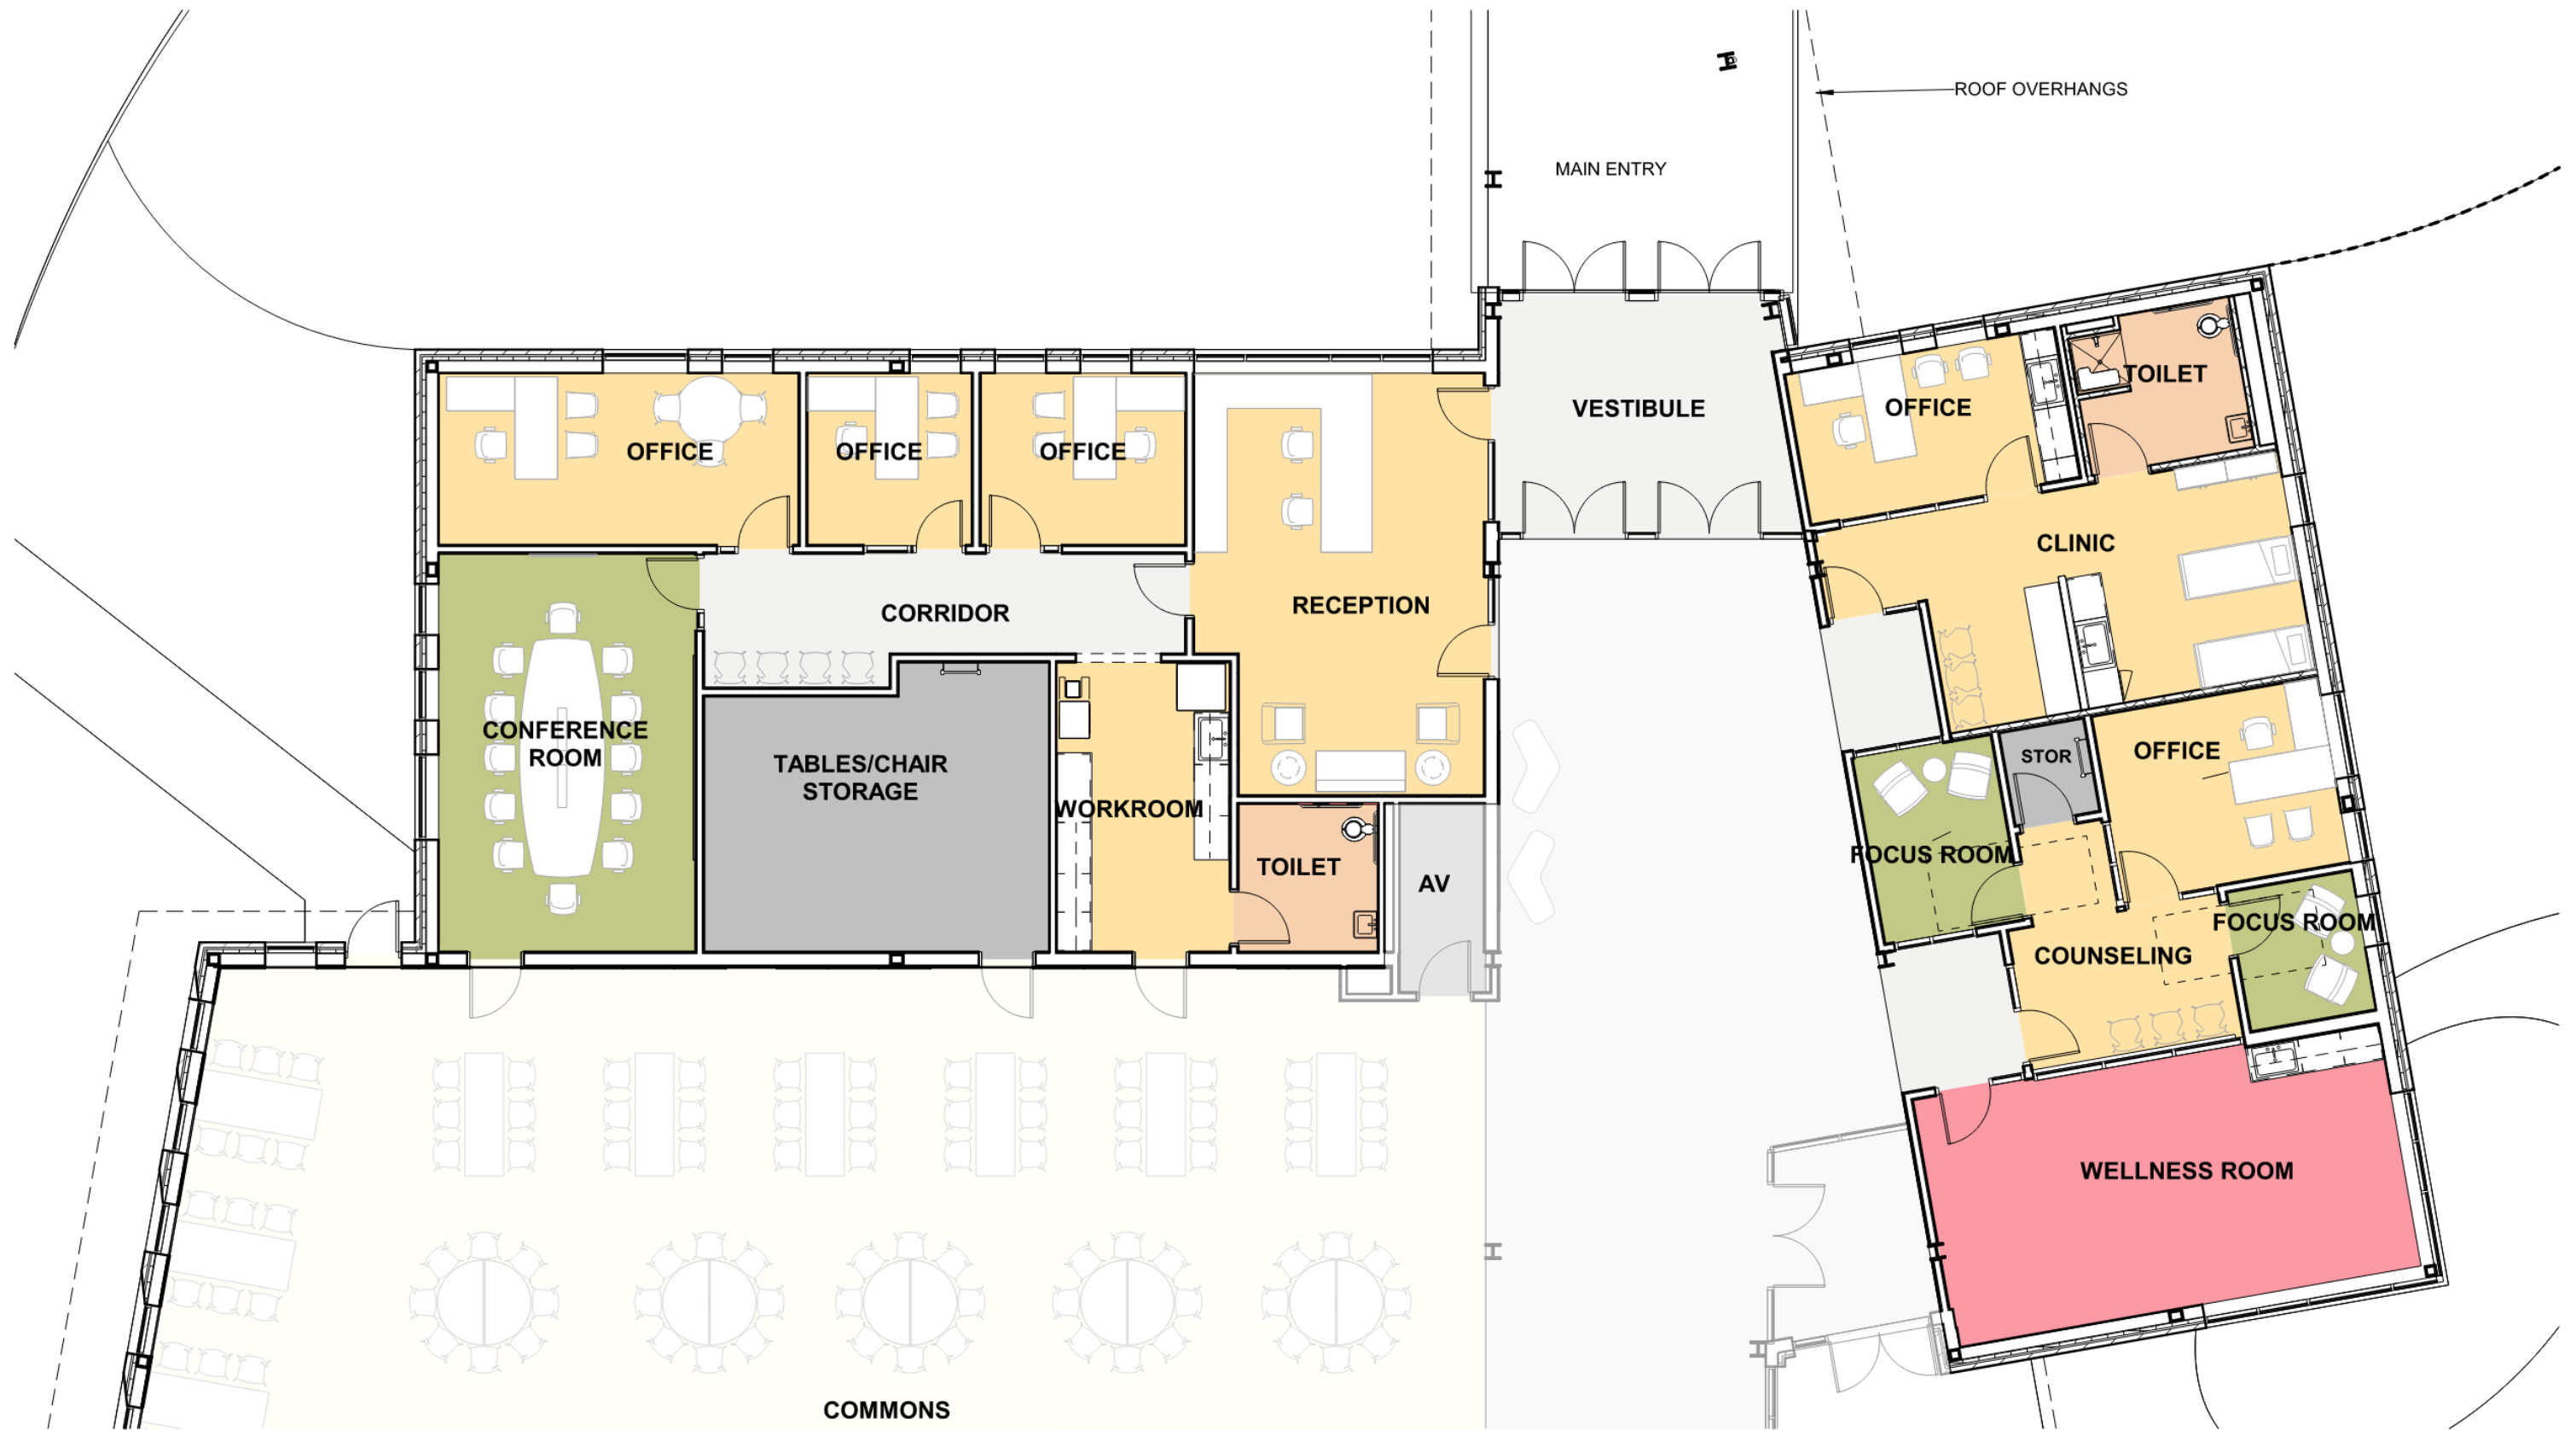 ROOF OVERHANGS
MAIN ENTRY
TOILET
OFFICE
VESTIBULE
OFFICE
OFFICE
OFFICE
CLINIC
RECEPTION
CORRIDOR
CONFERENCE
ROOM
OFFICE
STOR
TABLES/CHAIR
STORAGE
WORKROOM
FOCUS ROOM
TOILET
AV
FOCUS ROOM
COUNSELING
WELLNESS ROOM
COMMONS